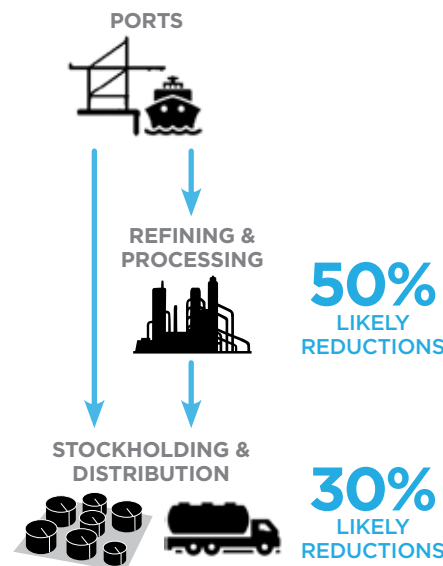 PORTS
REFINING &
PROCESSING
50%
LIKELY
REDUCTIONS
STOCKHOLDING &
DISTRIBUTION
30%
LIKELY
REDUCTIONS